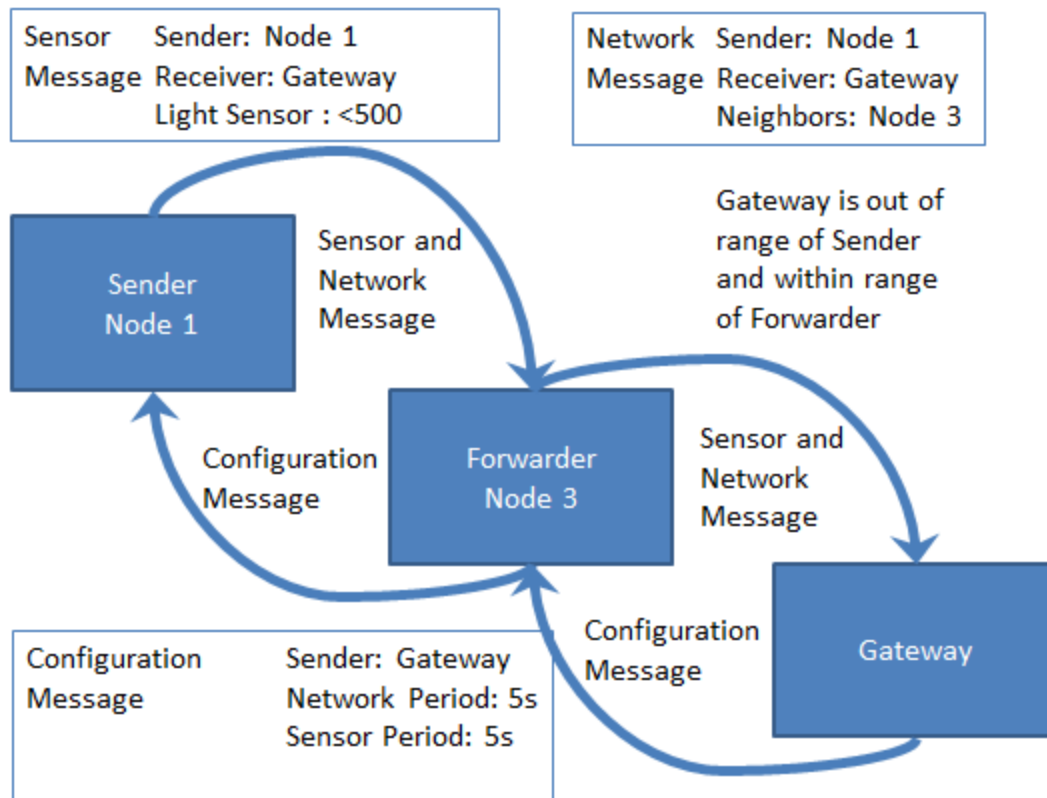 Sensor Sender: Node 1
Message Receiver: Gateway
Light Sensor : <500
Network Sender: Node 1
Message Receiver: Gateway
Neighbors: Node 3
Sender
Node 1
Sensor and
Network
Message
Gateway is out of
range of Sender
and within range
of Forwarder
Configuration
Message
Forwarder
Node 3
Sensor and
Network
Message
Configuration
Message
Gateway
Configuration Sender: Gateway
Message Network Period: 5s
Sensor Period: 5s